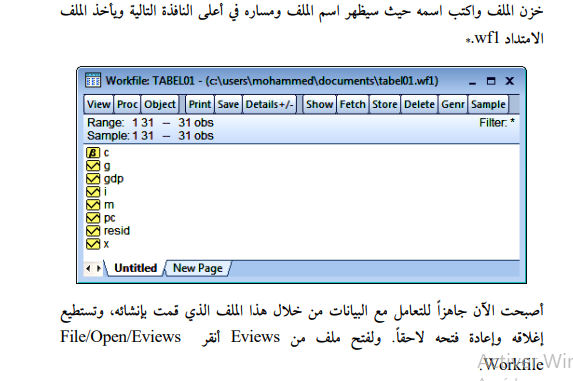 خزن الملف واكتب اسمه حيث سيظهر اسم الملف ومساره في أعلى النافذة التالية ويأخذ الملف
الامتداد wf1.*
Workfile: TABEL01 - (c:\users\mohammed\documents\tabel01.wf1)
View Proc Object Print Save Details+/- Show Fetch Store Delete Genr Sample
Range: 1 31 – 31 obs Filter: *
Sample: 1 31 – 31 obs
c
g
gdp
i
m
pc
resid
x
Untitled New Page
أصبحت الآن جاهزاً للتعامل مع البيانات من خلال هذا الملف الذي قمت بإنشائه، وتستطيع
إغلاقه وإعادة فتحه لاحقاً. ولفتح ملف من Eviews أنقر File/Open/Eviews
Workfile.